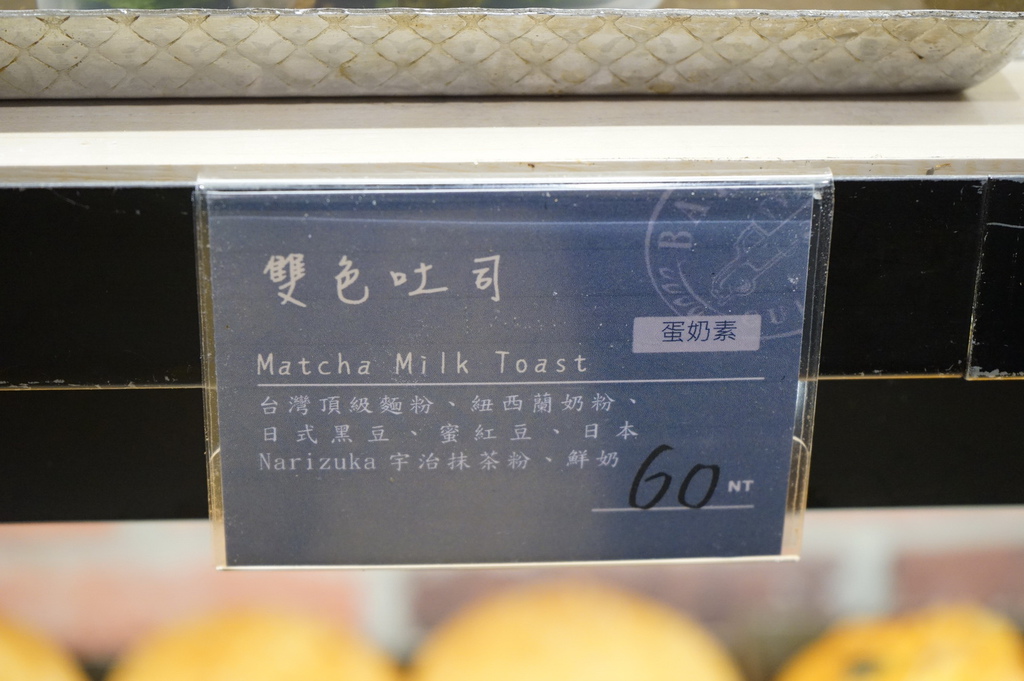 雙色吐司
蛋奶素
Matcha Milk Toast
台灣頂級麵粉、紐西蘭奶粉、
日式黑豆、蜜紅豆、日本
Narizuka 宇治抹茶粉、鮮奶
60 NT